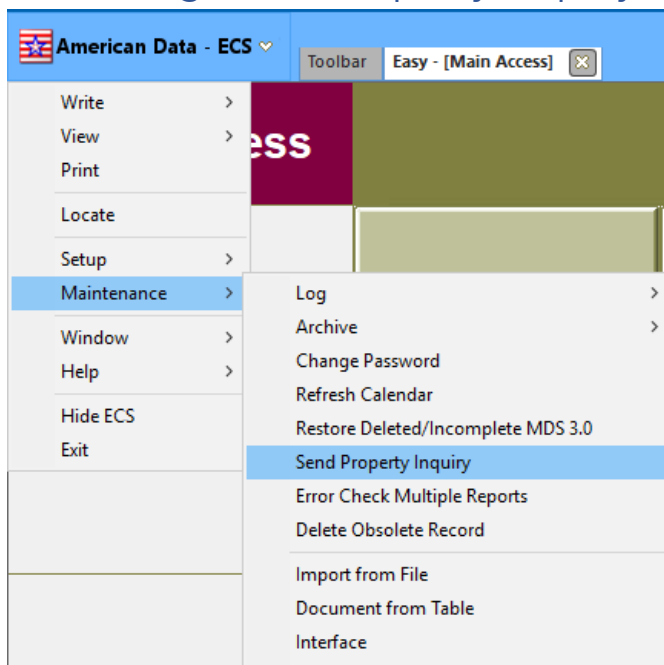 American Data - ECS
Toolbar
Easy - [Main Access]
Write
View
Print
Locate
Setup
Maintenance
Window
Help
Hide ECS
Exit
ess
Log
Archive
Change Password
Refresh Calendar
Restore Deleted/Incomplete MDS 3.0
Send Property Inquiry
Error Check Multiple Reports
Delete Obsolete Record
Import from File
Document from Table
Interface